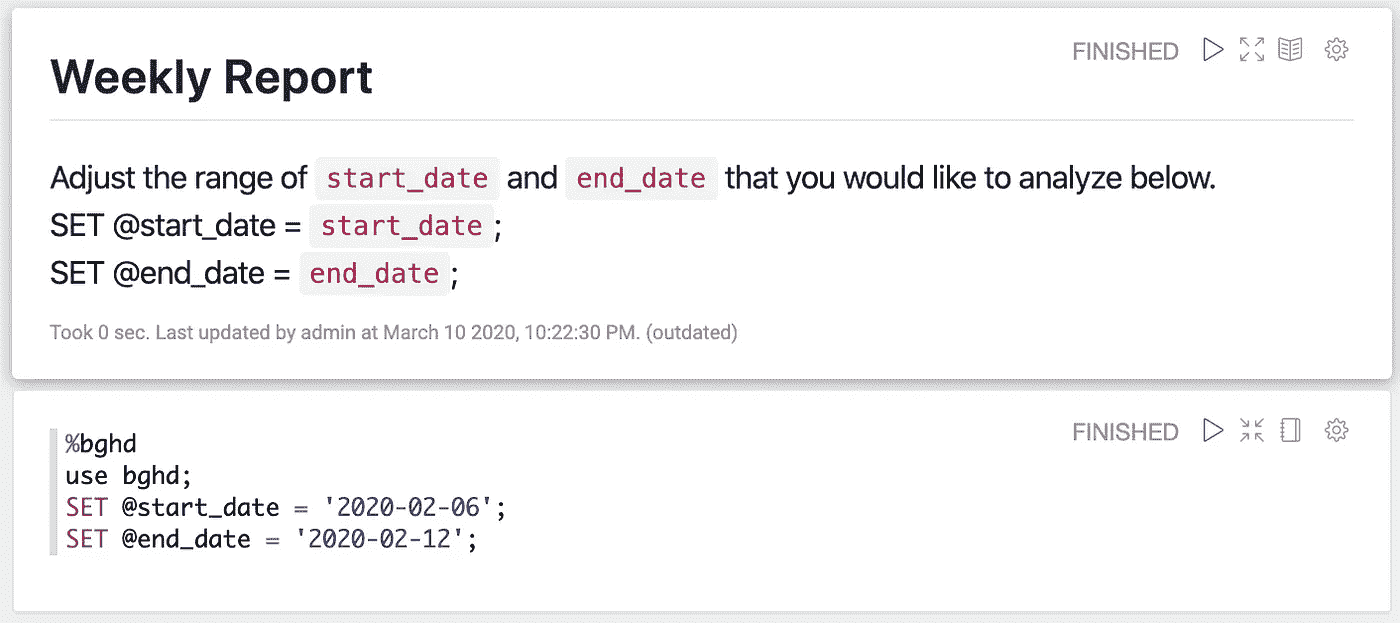 FINISHED
Weekly Report
Adjust the range of start_date and end_date that you would like to analyze below.
SET @start_date = start_date ;
SET @end_date = end_date ;
Took 0 sec. Last updated by admin at March 10 2020, 10:22:30 PM. (outdated)
FINISHED
%bghd
use bghd;
SET @start_date = '2020-02-06';
SET @end_date = '2020-02-12';